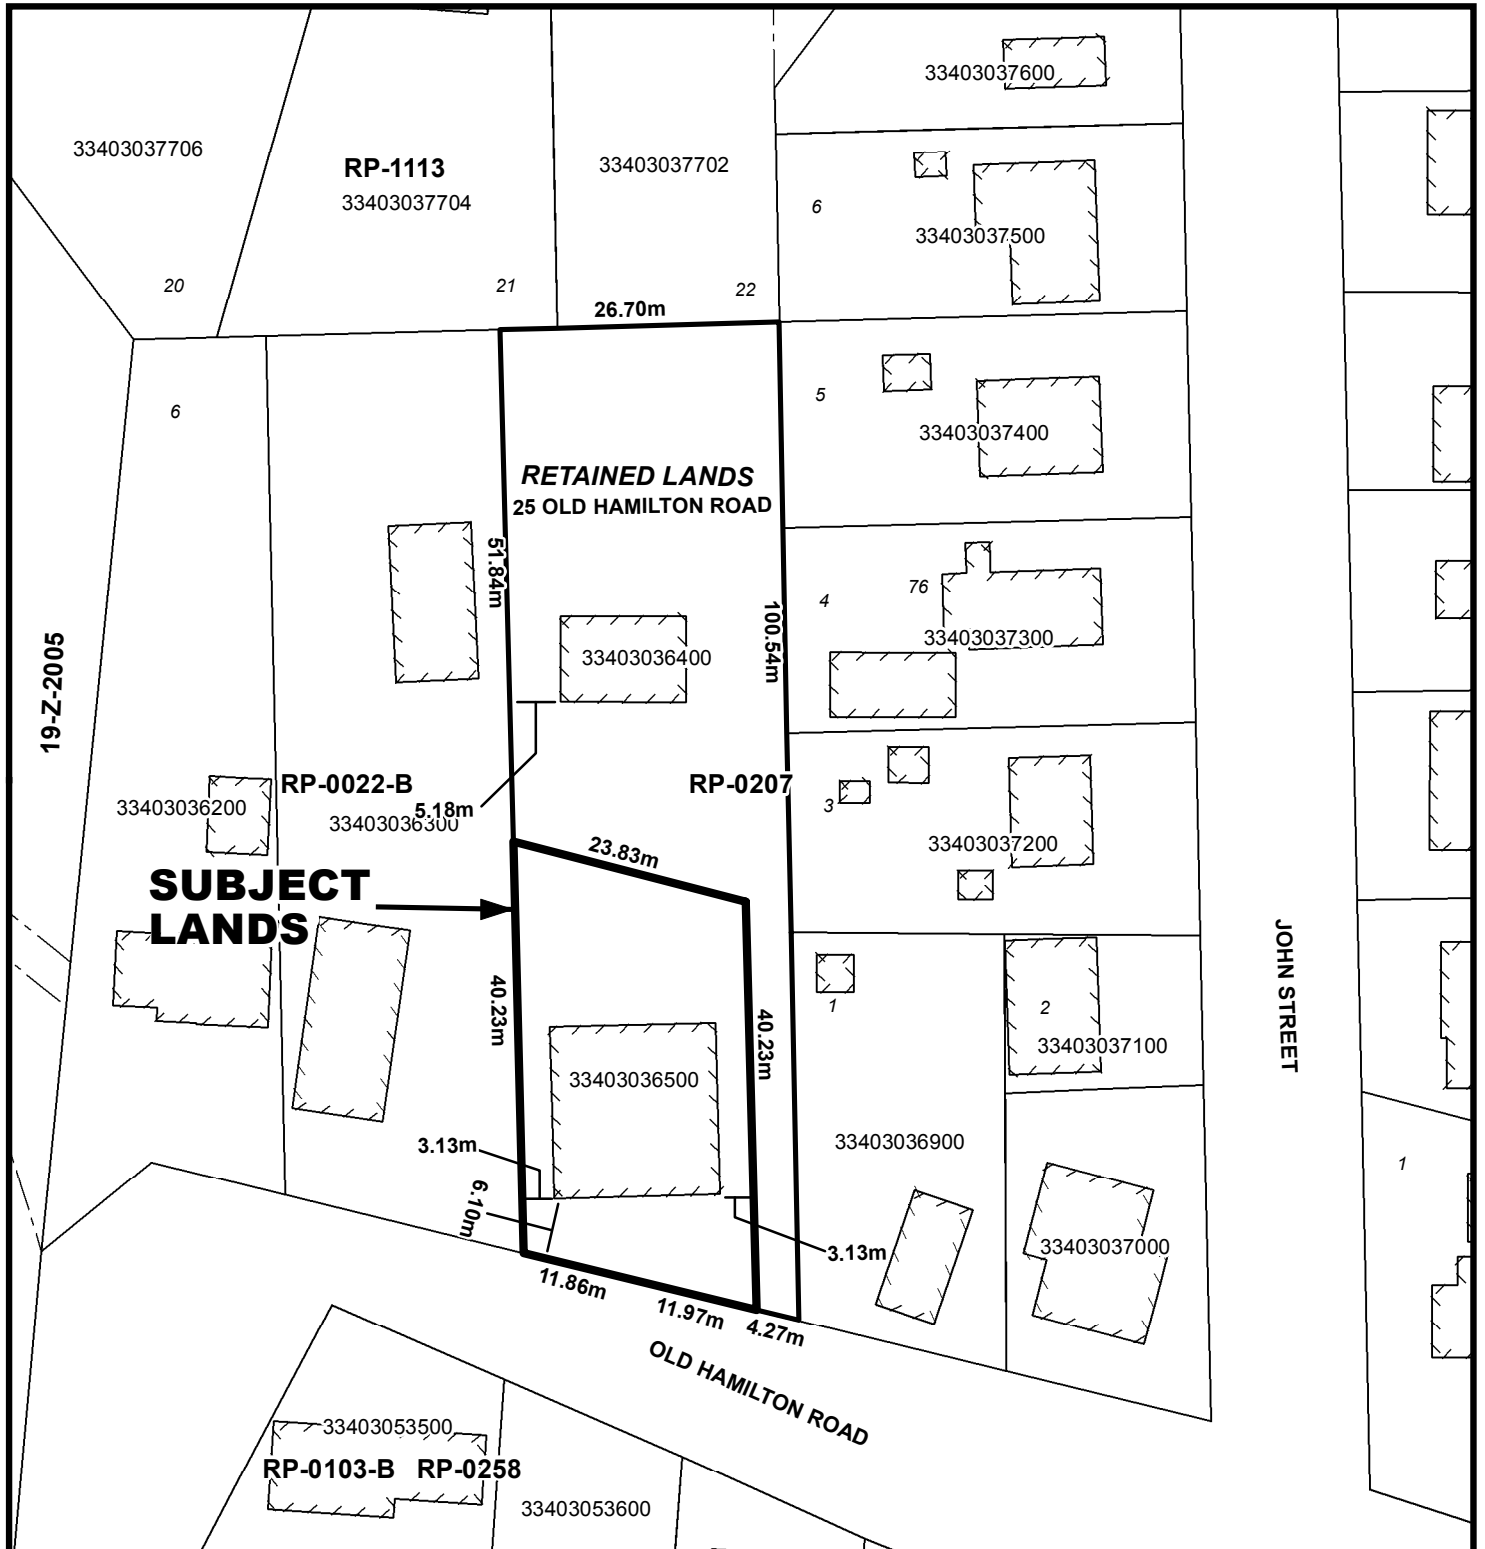 33403037600
33403037706
RP-1113
33403037704
33403037702
6
33403037500
20
21
22
26.70m
5
33403037400
6
RETAINED LANDS
25 OLD HAMILTON ROAD
51.84m
4
76
33403037300
100.54m
33403036400
19-Z-2005
RP-0022-B
33403036200
33403036300
5.18m
RP-0207
3
33403037200
23.83m
SUBJECT
LANDS
40.23m
40.23m
1
2
33403037100
JOHN STREET
33403036500
33403036900
3.13m
6.10m
1
33403037000
3.13m
11.86m
11.97m
4.27m
OLD HAMILTON ROAD
33403053500
RP-0103-B
RP-0258
33403053600